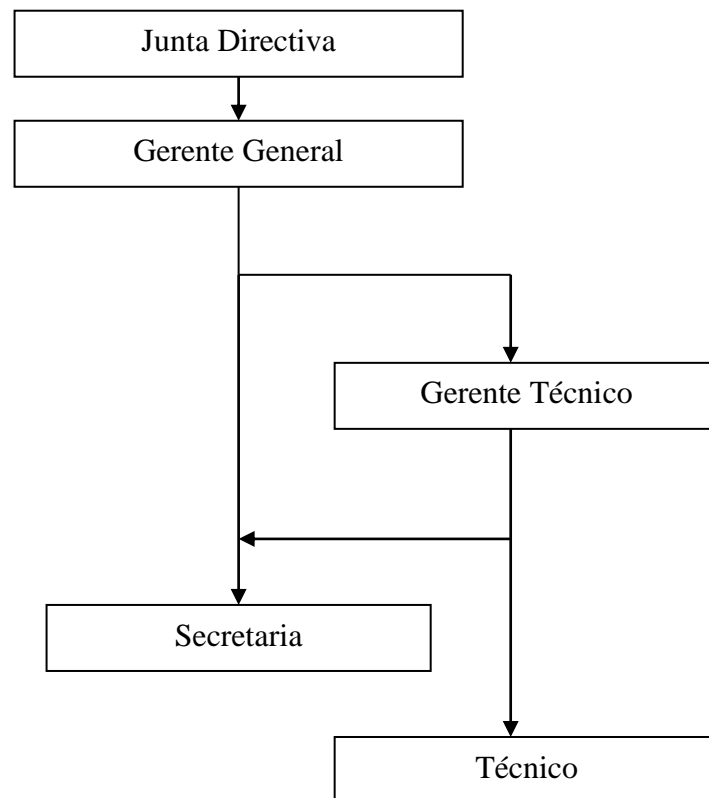 Junta Directiva
Gerente General
Gerente Técnico
Secretaria
Técnico